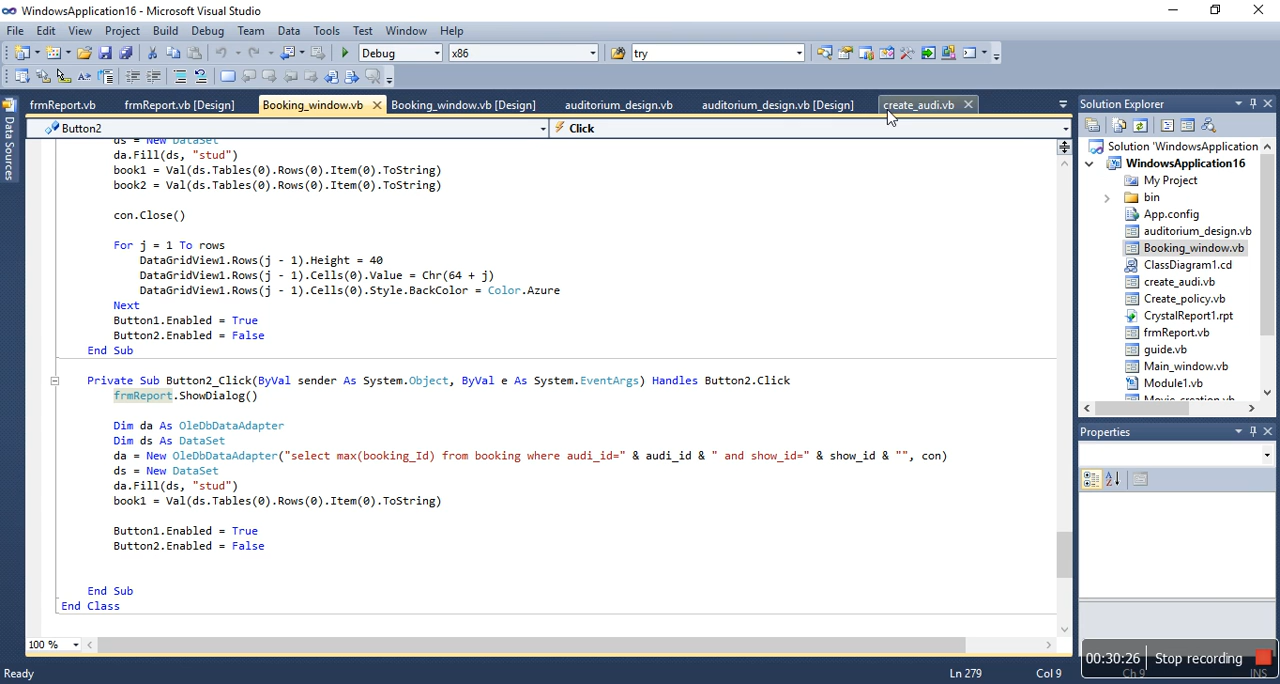 WindowsApplication16 - Microsoft Visual Studio
File Edit View Project Build Debug Team Data Tools Test Window Help
Debug x86 try
frmReport.vb frmReport.vb [Design] Booking_window.vb Booking_window.vb [Design] auditorium_design.vb auditorium_design.vb [Design] create_audi.vb
Button2 Click
Data Sources
ds = New DataSet
da.Fill(ds, "stud")
book1 = Val(ds.Tables(0).Rows(0).Item(0).ToString)
book2 = Val(ds.Tables(0).Rows(0).Item(0).ToString)
con.Close()
For j = 1 To rows
DataGridView1.Rows(j - 1).Height = 40
DataGridView1.Rows(j - 1).Cells(0).Value = Chr(64 + j)
DataGridView1.Rows(j - 1).Cells(0).Style.BackColor = Color.Azure
Next
Button1.Enabled = True
Button2.Enabled = False
End Sub
Private Sub Button2_Click(ByVal sender As System.Object, ByVal e As System.EventArgs) Handles Button2.Click
frmReport.ShowDialog()
Dim da As OleDbDataAdapter
Dim ds As DataSet
da = New OleDbDataAdapter("select max(booking_Id) from booking where audi_id=" & audi_id & " and show_id=" & show_id & "", con)
ds = New DataSet
da.Fill(ds, "stud")
book1 = Val(ds.Tables(0).Rows(0).Item(0).ToString)
Button1.Enabled = True
Button2.Enabled = False
End Sub
End Class
100 %
Solution Explorer
Solution 'WindowsApplication
WindowsApplication16
My Project
bin
App.config
auditorium_design.vb
Booking_window.vb
ClassDiagram1.cd
create_audi.vb
Create_policy.vb
CrystalReport1.rpt
frmReport.vb
guide.vb
Main_window.vb
Module1.vb
Movie_creation.vb
Properties
00:30:26 Stop recording
Ready Ln 279 Col 9 Ch 9 INS